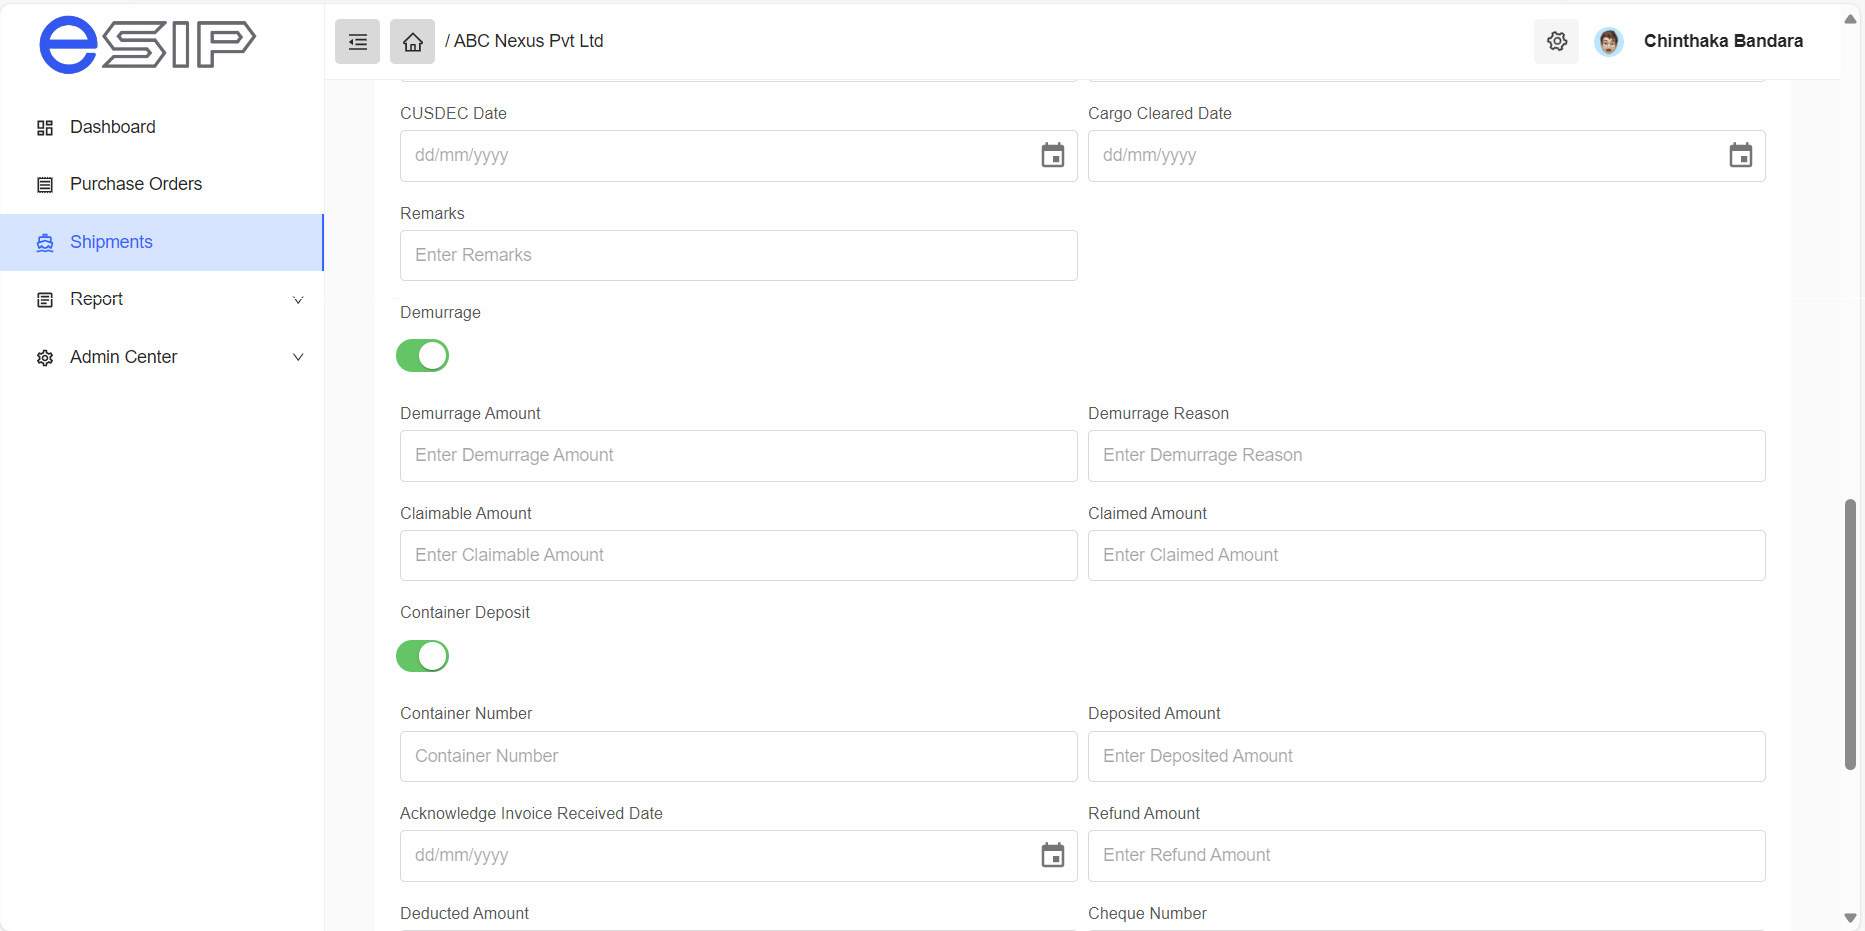 eSIP
/ ABC Nexus Pvt Ltd
Chinthaka Bandara
Dashboard
Purchase Orders
Shipments
Report
Admin Center
CUSDEC Date
Cargo Cleared Date
dd/mm/yyyy
dd/mm/yyyy
Remarks
Enter Remarks
Demurrage
Demurrage Amount
Demurrage Reason
Enter Demurrage Amount
Enter Demurrage Reason
Claimable Amount
Claimed Amount
Enter Claimable Amount
Enter Claimed Amount
Container Deposit
Container Number
Deposited Amount
Container Number
Enter Deposited Amount
Acknowledge Invoice Received Date
Refund Amount
dd/mm/yyyy
Enter Refund Amount
Deducted Amount
Cheque Number